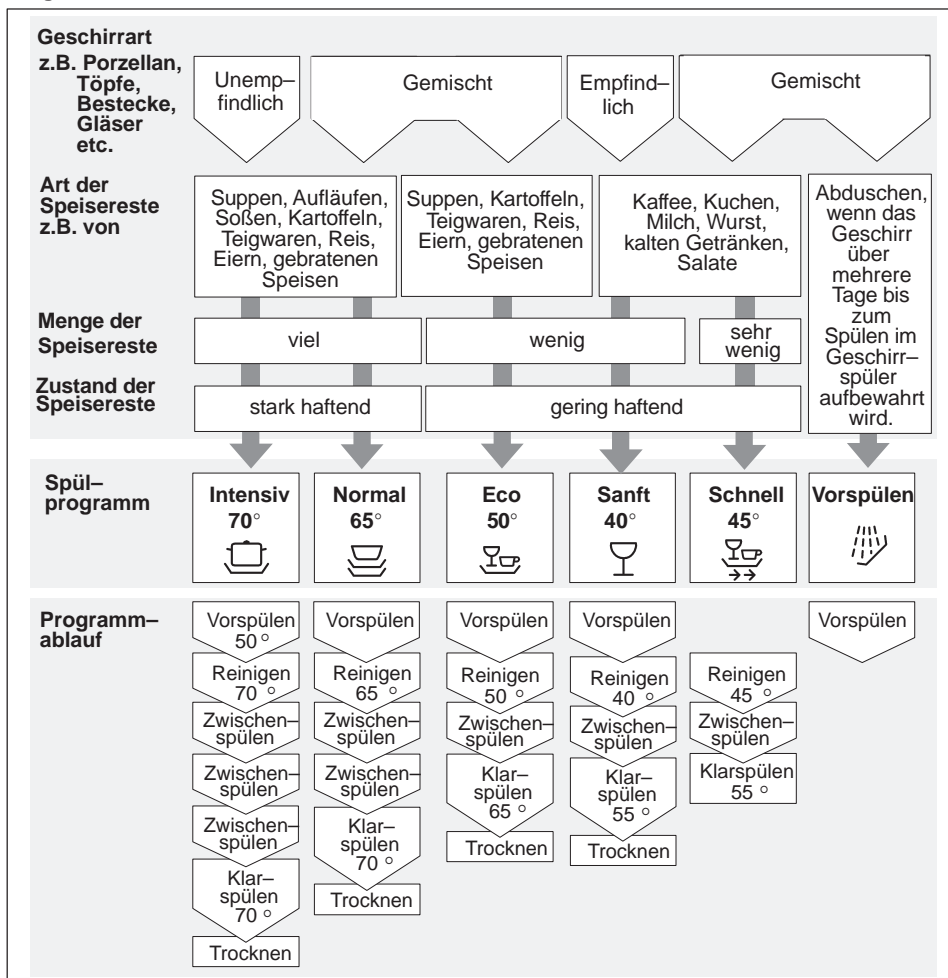 Geschirrart
z.B. Porzellan,
Töpfe,
Bestecke,
Gläser
etc.
Unemp–
findlich
Gemischt
Empfind–
lich
Gemischt
Art der
Speisereste
z.B. von
Suppen, Aufläufen,
Soßen, Kartoffeln,
Teigwaren, Reis,
Eiern, gebratenen
Speisen
Suppen, Kartoffeln,
Teigwaren, Reis,
Eiern, gebratenen
Speisen
Kaffee, Kuchen,
Milch, Wurst,
kalten Getränken,
Salate
Abduschen,
wenn das
Geschirr
über
mehrere
Tage bis
zum
Spülen im
Geschirr–
spüler
aufbewahrt
wird.
Menge der
Speisereste
viel
wenig
sehr
wenig
Zustand der
Speisereste
stark haftend
gering haftend
Spül–
programm
Intensiv
70°
Normal
65°
Eco
50°
Sanft
40°
Schnell
45°
Vorspülen
Programm–
ablauf
Vorspülen
50 °
Reinigen
70 °
Zwischen–
spülen
Zwischen–
spülen
Zwischen–
spülen
Klar–
spülen
70 °
Trocknen
Vorspülen
Reinigen
65 °
Zwischen–
spülen
Zwischen–
spülen
Klar–
spülen
70 °
Trocknen
Vorspülen
Reinigen
50 °
Zwischen–
spülen
Klar–
spülen
65 °
Trocknen
Vorspülen
Reinigen
40 °
Zwischen–
spülen
Klar–
spülen
55 °
Trocknen
Reinigen
45 °
Zwischen–
spülen
Klarspülen
55 °
Vorspülen